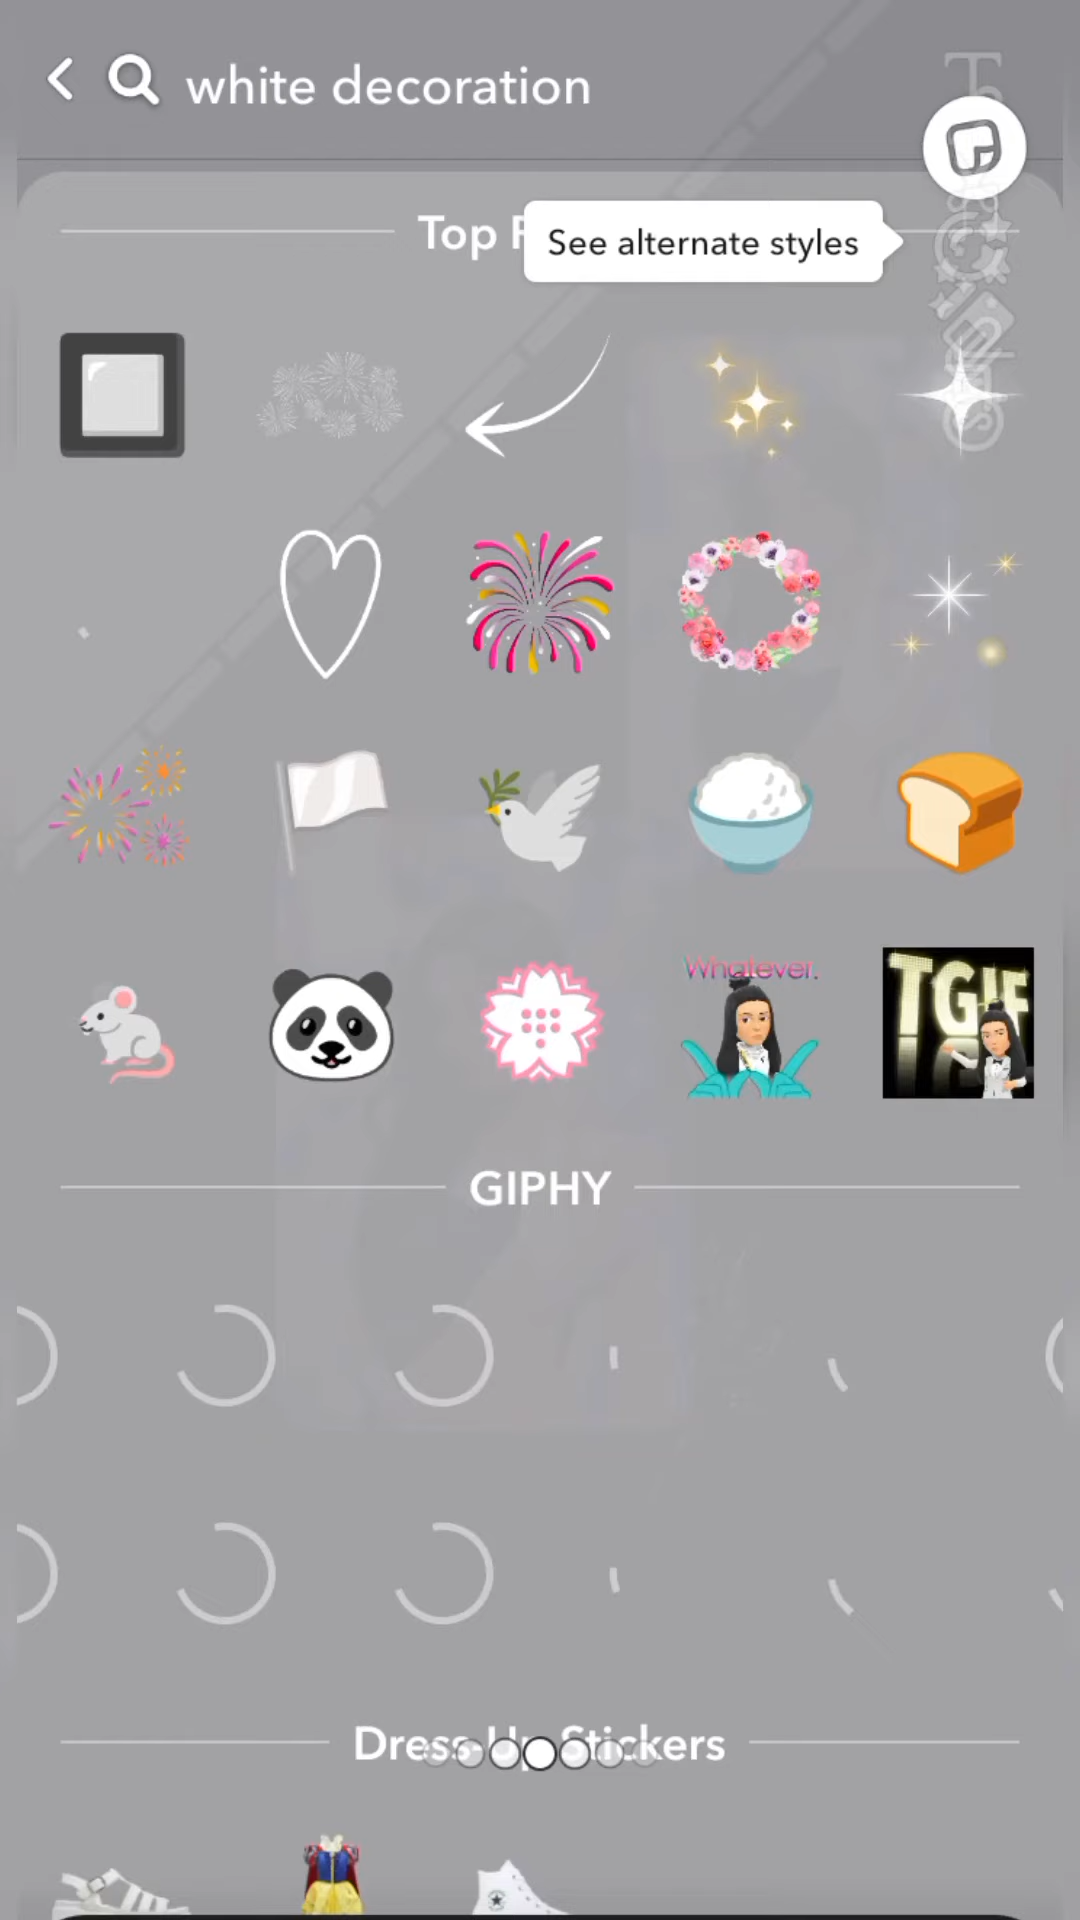 white decoration
Top
See alternate styles
Whatever.
TGIF
GIPHY
Dress-Up Stickers